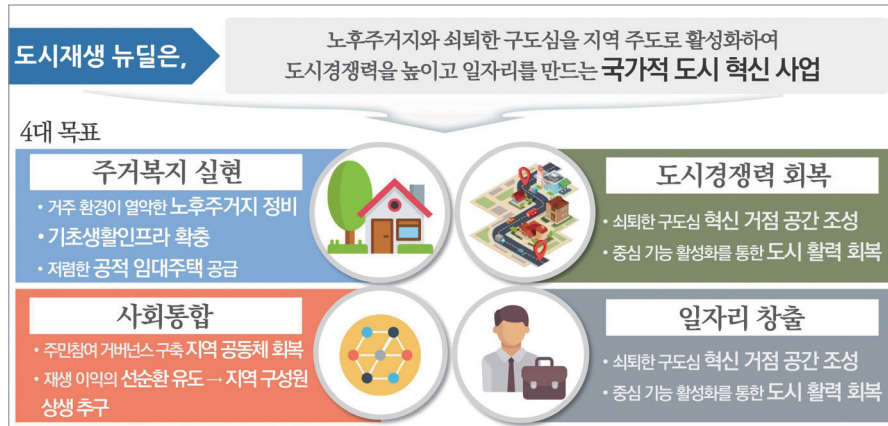 도시재생 뉴딜은,
노후주거지와 쇠퇴한 구도심을 지역 주도로 활성화하여
도시경쟁력을 높이고 일자리를 만드는 국가적 도시 혁신 사업
4대 목표
주거복지 실현
• 거주 환경이 열악한 노후주거지 정비
• 기초생활인프라 확충
• 저렴한 공적 임대주택 공급
도시경쟁력 회복
• 쇠퇴한 구도심 혁신 거점 공간 조성
• 중심 기능 활성화를 통한 도시 활력 회복
사회통합
• 주민참여 거버넌스 구축 지역 공동체 회복
• 재생 이익의 선순환 유도 → 지역 구성원
상생 추구
일자리 창출
• 쇠퇴한 구도심 혁신 거점 공간 조성
• 중심 기능 활성화를 통한 도시 활력 회복